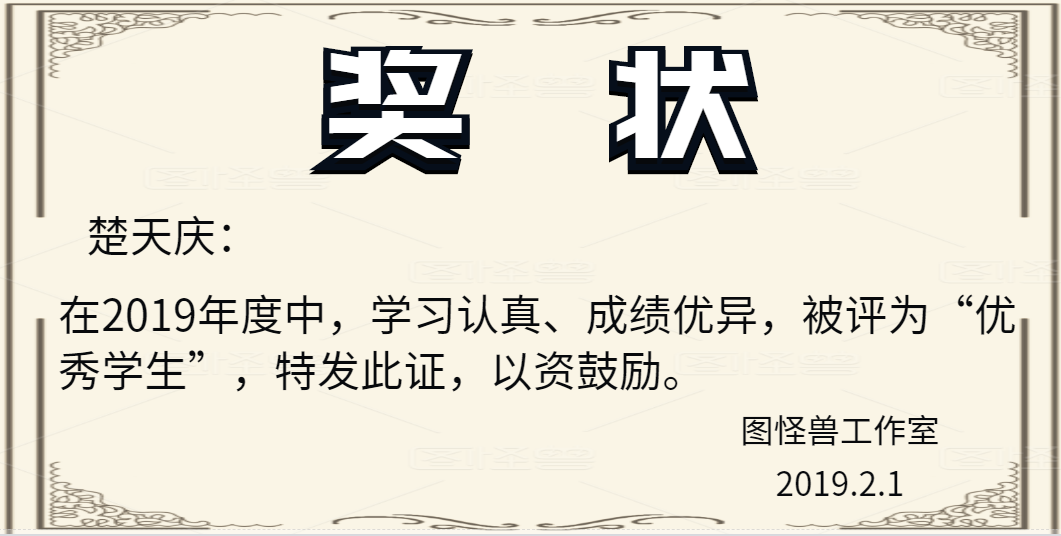 奖 状
楚天庆：
在2019年度中，学习认真、成绩优异，被评为“优
秀学生”，特发此证，以资鼓励。
图怪兽工作室
2019.2.1